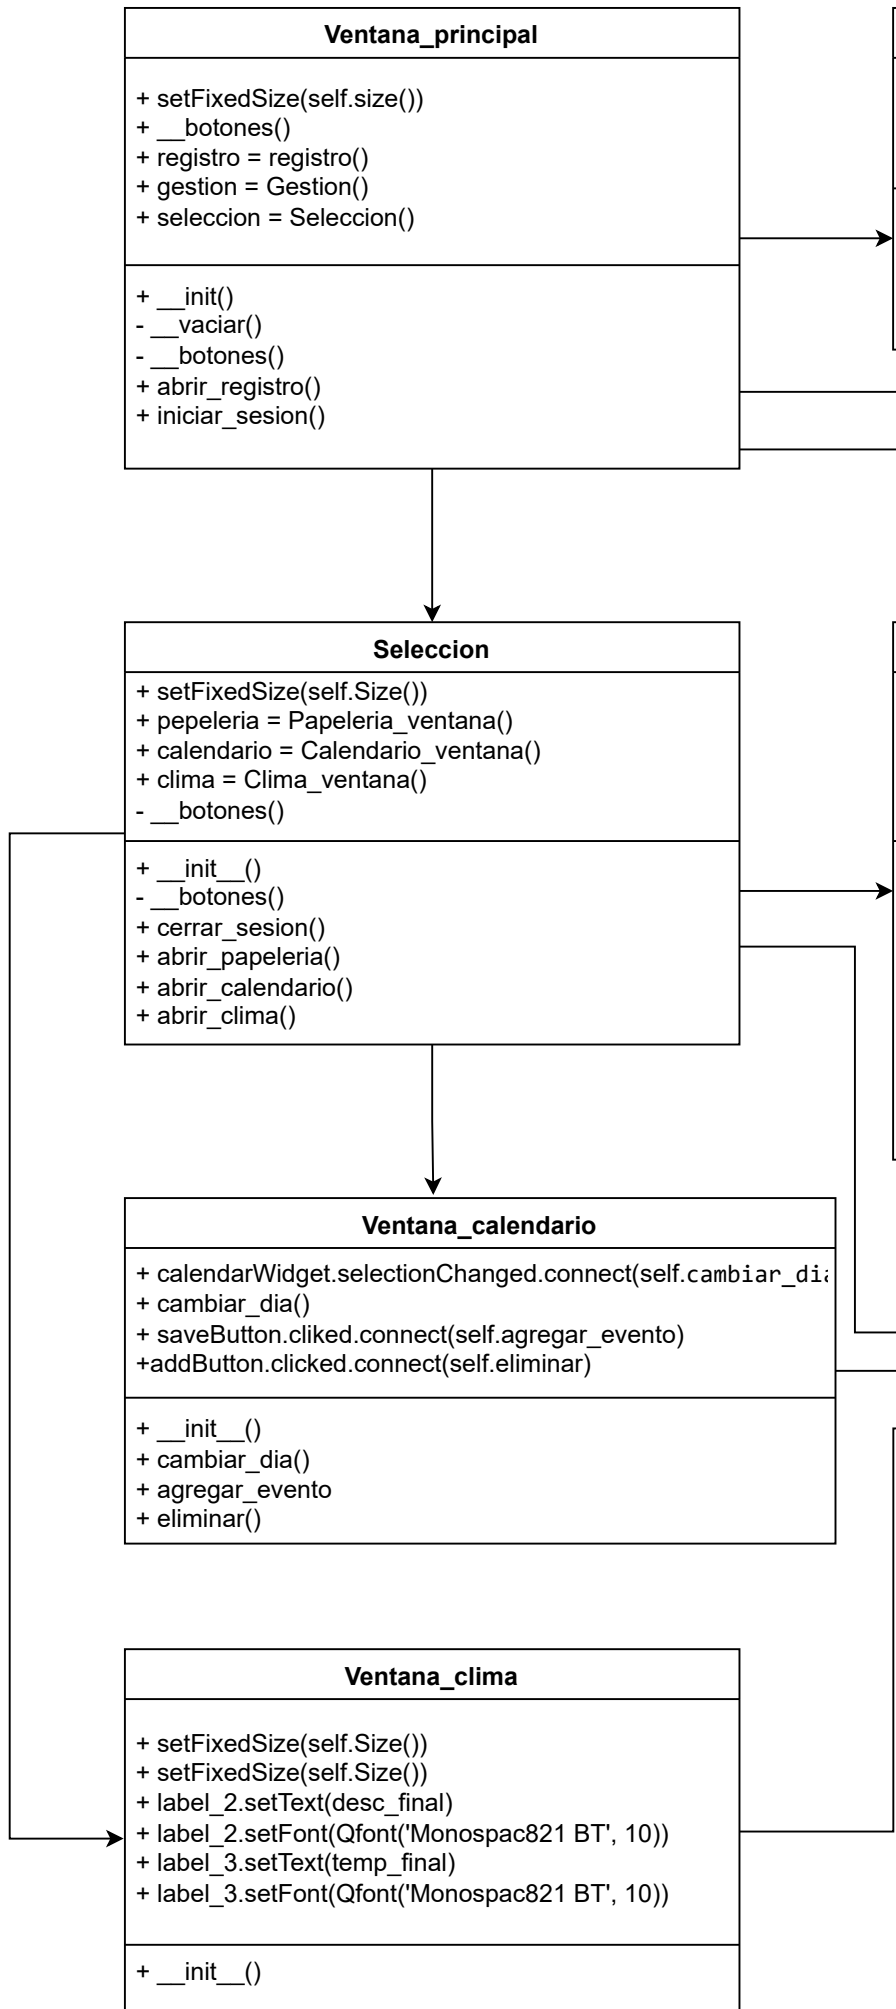 Ventana_principal
+ setFixedSize(self.size())
+ __botones()
+ registro = registro()
+ gestion = Gestion()
+ seleccion = Seleccion()
+ __init()
- __vaciar()
- __botones()
+ abrir_registro()
+ iniciar_sesion()
Seleccion
+ setFixedSize(self.Size())
+ pepeleria = Papeleria_ventana()
+ calendario = Calendario_ventana()
+ clima = Clima_ventana()
- __botones()
+ __init__()
- __botones()
+ cerrar_sesion()
+ abrir_papeleria()
+ abrir_calendario()
+ abrir_clima()
Ventana_calendario
+ calendarWidget.selectionChanged.connect(self.cambiar_dia
+ cambiar_dia()
+ saveButton.cliked.connect(self.agregar_evento)
+addButton.clicked.connect(self.eliminar)
+ __init__()
+ cambiar_dia()
+ agregar_evento
+ eliminar()
Ventana_clima
+ setFixedSize(self.Size())
+ setFixedSize(self.Size())
+ label_2.setText(desc_final)
+ label_2.setFont(Qfont('Monospac821 BT', 10))
+ label_3.setText(temp_final)
+ label_3.setFont(Qfont('Monospac821 BT', 10))
+ __init__()